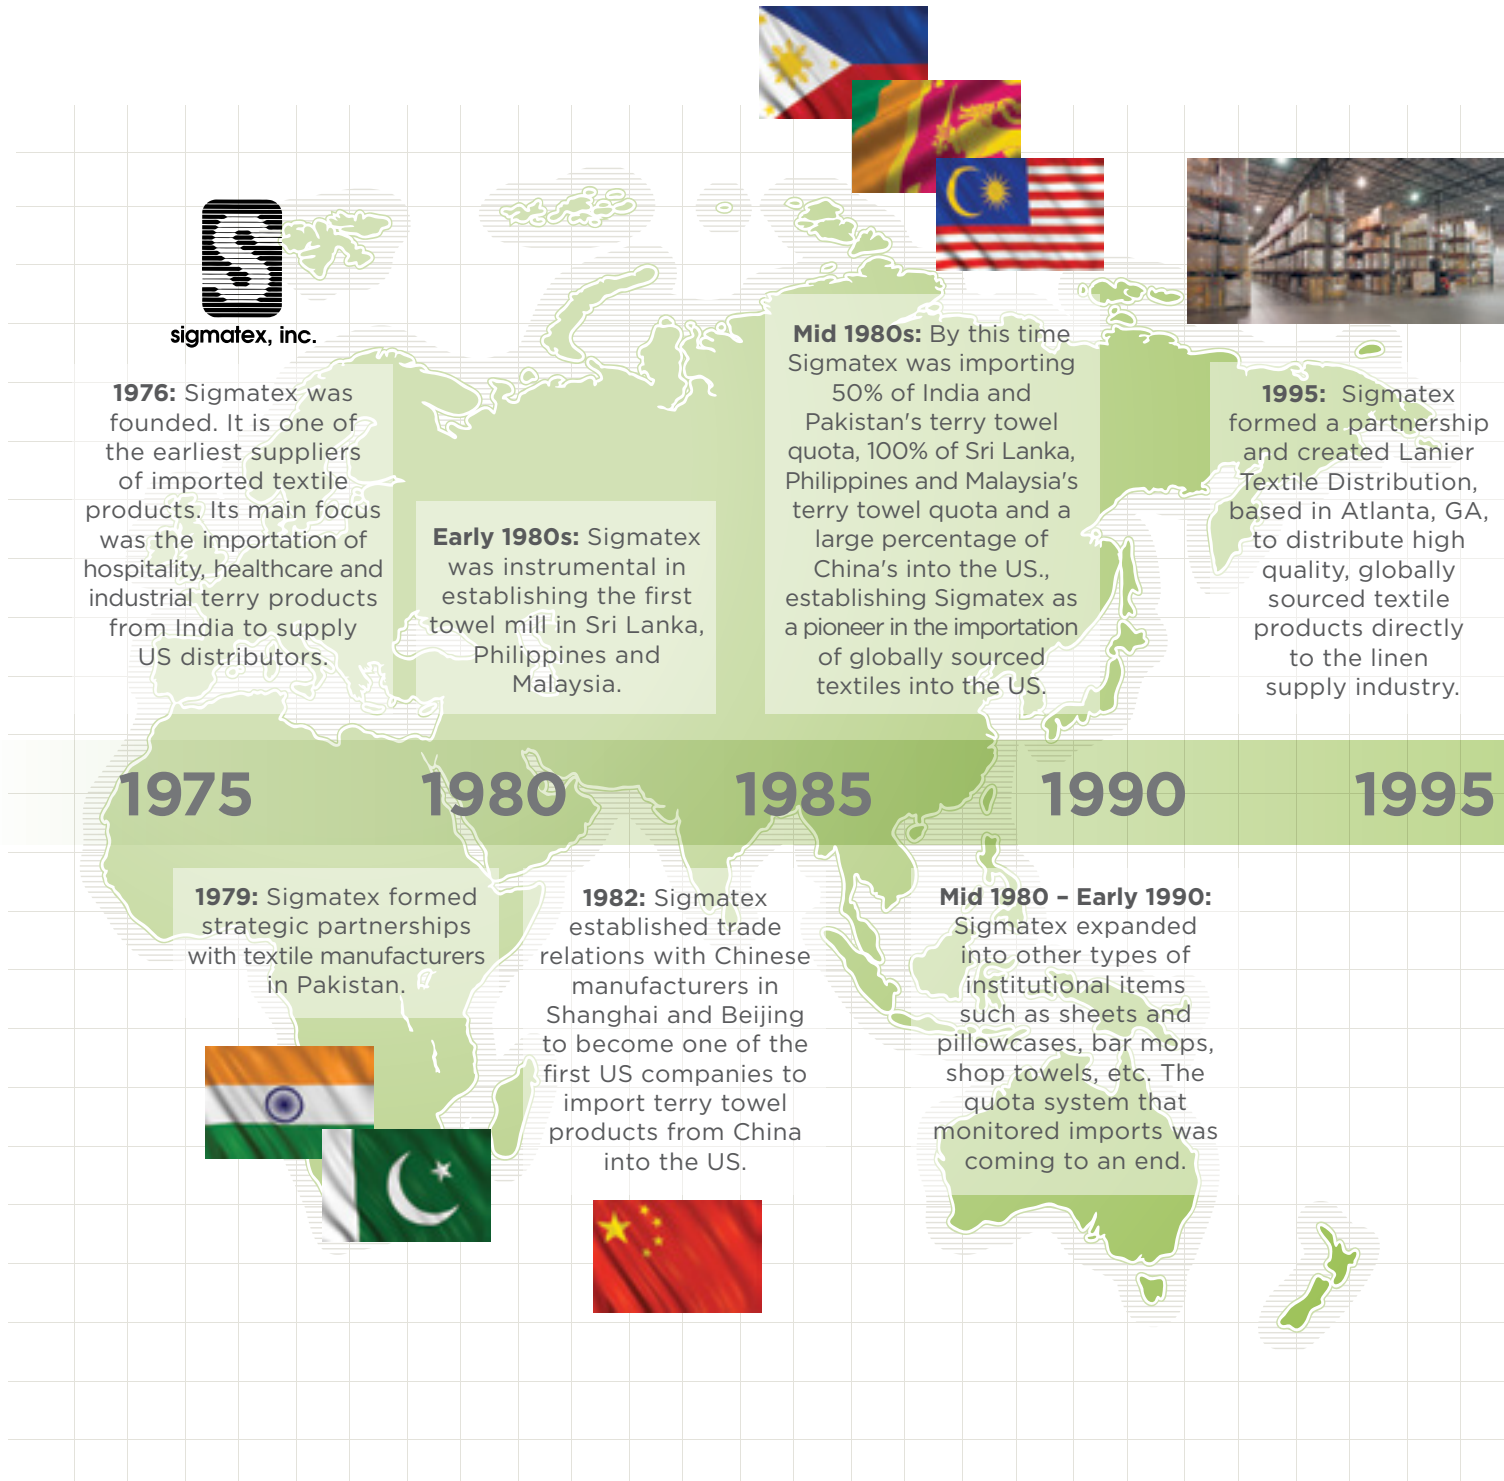 sigmatex, inc.
1976: Sigmatex was
founded. It is one of
the earliest suppliers
of imported textile
products. Its main focus
was the importation of
hospitality, healthcare and
industrial terry products
from India to supply
US distributors.
Early 1980s: Sigmatex
was instrumental in
establishing the first
towel mill in Sri Lanka,
Philippines and
Malaysia.
Mid 1980s: By this time
Sigmatex was importing
50% of India and
Pakistan's terry towel
quota, 100% of Sri Lanka,
Philippines and Malaysia's
terry towel quota and a
large percentage of
China's into the US.,
establishing Sigmatex as
a pioneer in the importation
of globally sourced
textiles into the US.
1995: Sigmatex
formed a partnership
and created Lanier
Textile Distribution,
based in Atlanta, GA,
to distribute high
quality, globally
sourced textile
products directly
to the linen
supply industry.
1975 1980 1985 1990 1995
1979: Sigmatex formed
strategic partnerships
with textile manufacturers
in Pakistan.
1982: Sigmatex
established trade
relations with Chinese
manufacturers in
Shanghai and Beijing
to become one of the
first US companies to
import terry towel
products from China
into the US.
Mid 1980 – Early 1990:
Sigmatex expanded
into other types of
institutional items
such as sheets and
pillowcases, bar mops,
shop towels, etc. The
quota system that
monitored imports was
coming to an end.